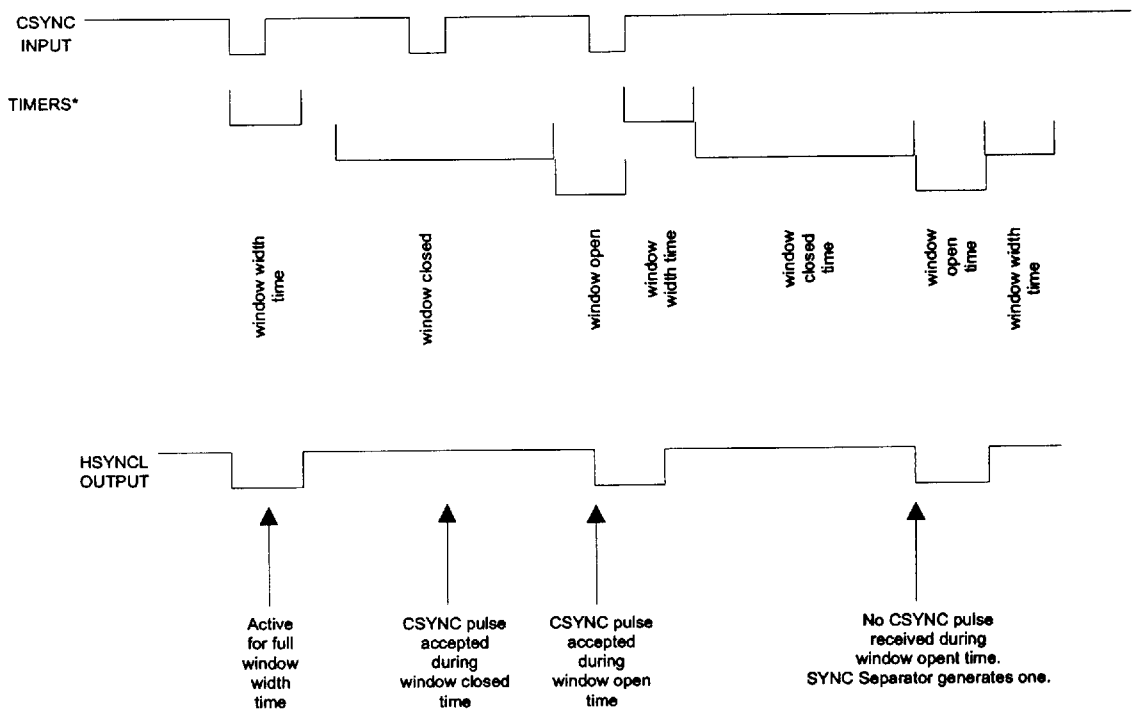 CSYNC
INPUT
TIMERS*
window width
time
window closed
window open
window
width time
window
closed
time
window
open
time
window width
time
HSYNCL
OUTPUT
Active
for full
window
width
time
CSYNC pulse
accepted
during
window closed
time
CSYNC pulse
accepted
during
window open
time
No CSYNC pulse
received during
window opent time.
SYNC Separator generates one.